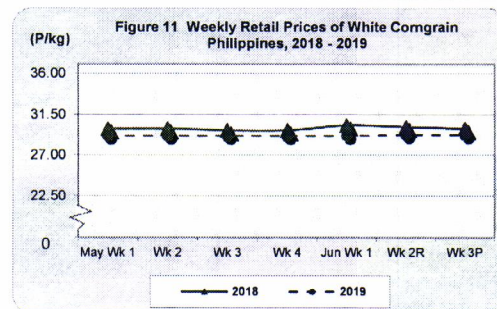 Figure 11 Weekly Retail Prices of White Corngrain
Philippines, 2018 - 2019
(P/kg)
36.00
31.50
27.00
22.50
0
May Wk 1 Wk 2 Wk 3 Wk 4 Jun Wk 1 Wk 2R Wk 3P
2018 2019